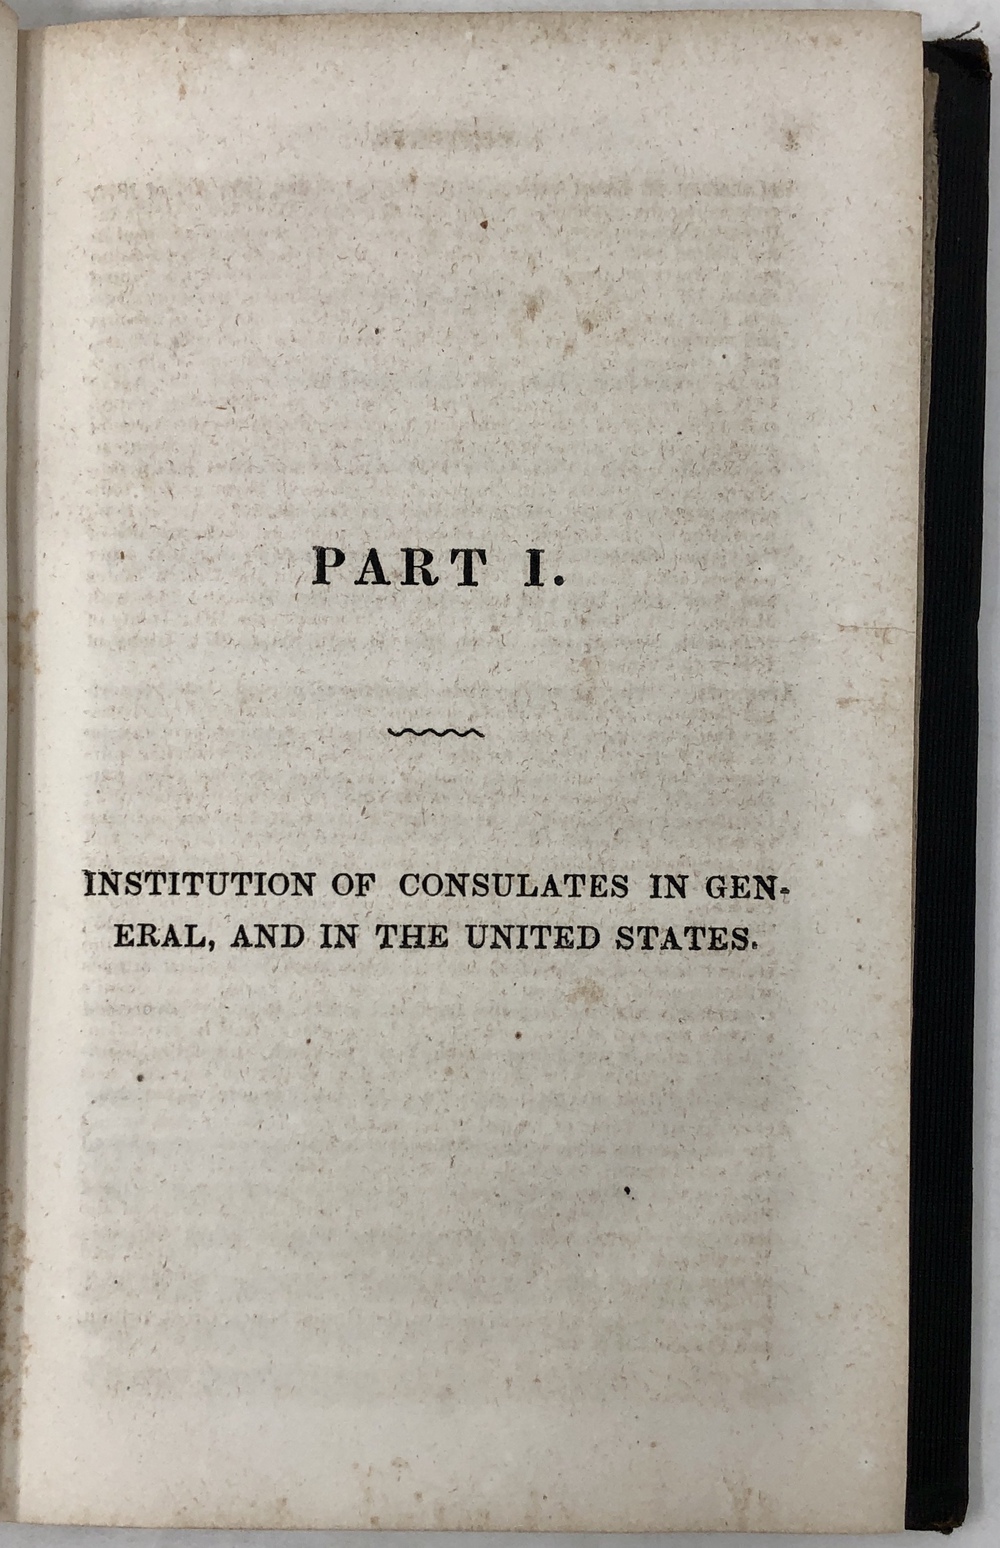 PART I.
INSTITUTION OF CONSULATES IN GEN-
ERAL, AND IN THE UNITED STATES.